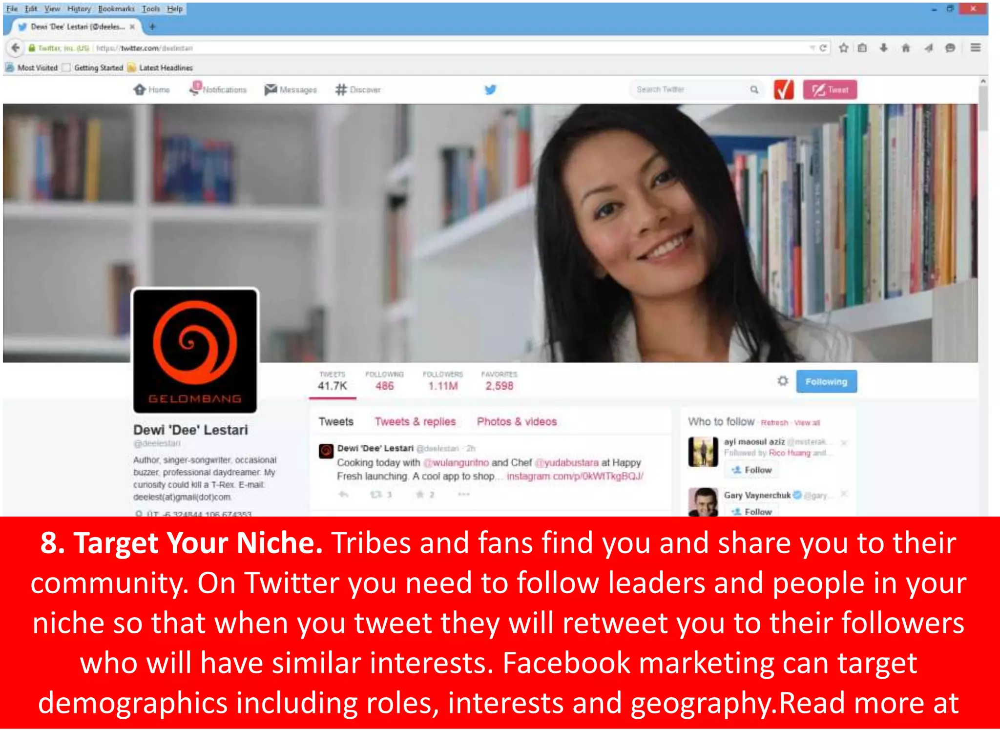 File Edit View History Bookmarks Tools Help
Dewi 'Dee' Lestari (@deeles...
Twitter, Inc. (US) https://twitter.com/deelestari
Most Visited Getting Started Latest Headlines
Home 1 Notifications Messages Discover Search Twitter Tweet
GELOMBANG
TWEETS FOLLOWING FOLLOWERS FAVORITES
41.7K 486 1.11M 2,598
Following
Dewi 'Dee' Lestari
@deelestari
Author, singer-songwriter, occasional
buzzer, professional daydreamer. My
curiosity could kill a T-Rex. E-mail:
deelest(at)gmail(dot)com
ÜT: -6.324844,106.674353
Tweets Tweets & replies Photos & videos
Dewi 'Dee' Lestari @deelestari · 2h
Cooking today with @wulanguritno and Chef @yudabustara at Happy
Fresh launching. A cool app to shop... instagram.com/p/0kWtTkgBQJ/
3 2
Who to follow · Refresh · View all
ayi maosul aziz @misterak...
Followed by Rico Huang and...
Follow
Gary Vaynerchuk @gary...
Follow
8. Target Your Niche. Tribes and fans find you and share you to their
community. On Twitter you need to follow leaders and people in your
niche so that when you tweet they will retweet you to their followers
who will have similar interests. Facebook marketing can target
demographics including roles, interests and geography.Read more at